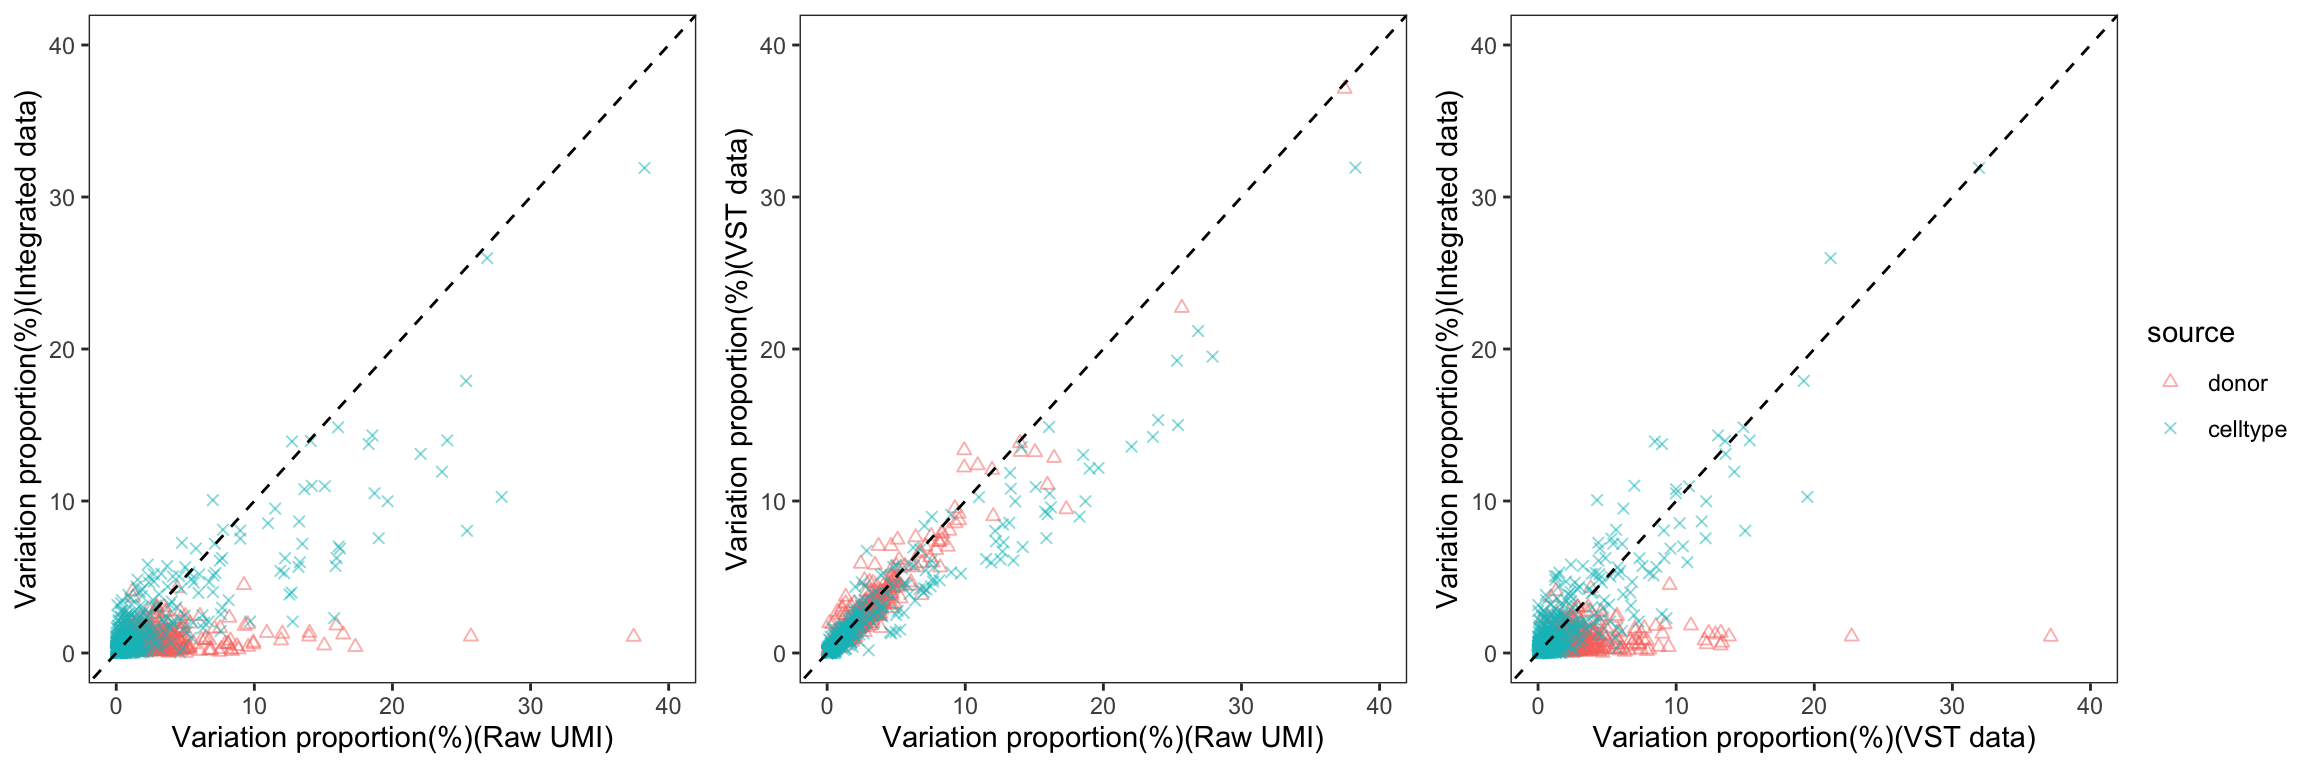 Variation proportion(%)(Integrated data)
40
30
20
10
0
0 10 20 30 40
Variation proportion(%)(Raw UMI)
Variation proportion(%)(VST data)
40
30
20
10
0
0 10 20 30 40
Variation proportion(%)(Raw UMI)
Variation proportion(%)(Integrated data)
40
30
20
10
0
0 10 20 30 40
Variation proportion(%)(VST data)
source
donor
celltype